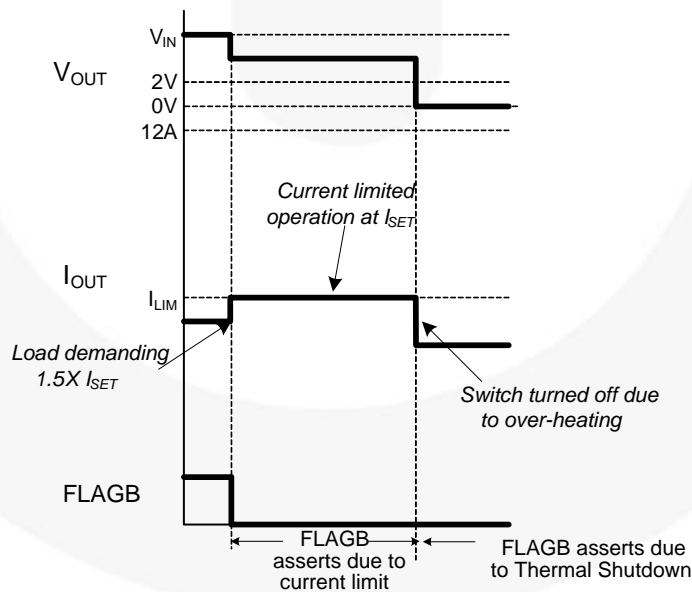 VIN
VOUT
2V
0V
12A
Current limited
operation at ISET
IOUT
ILIM
Load demanding
1.5X ISET
Switch turned off due
to over-heating
FLAGB
FLAGB
asserts due to
current limit
FLAGB asserts due
to Thermal Shutdown